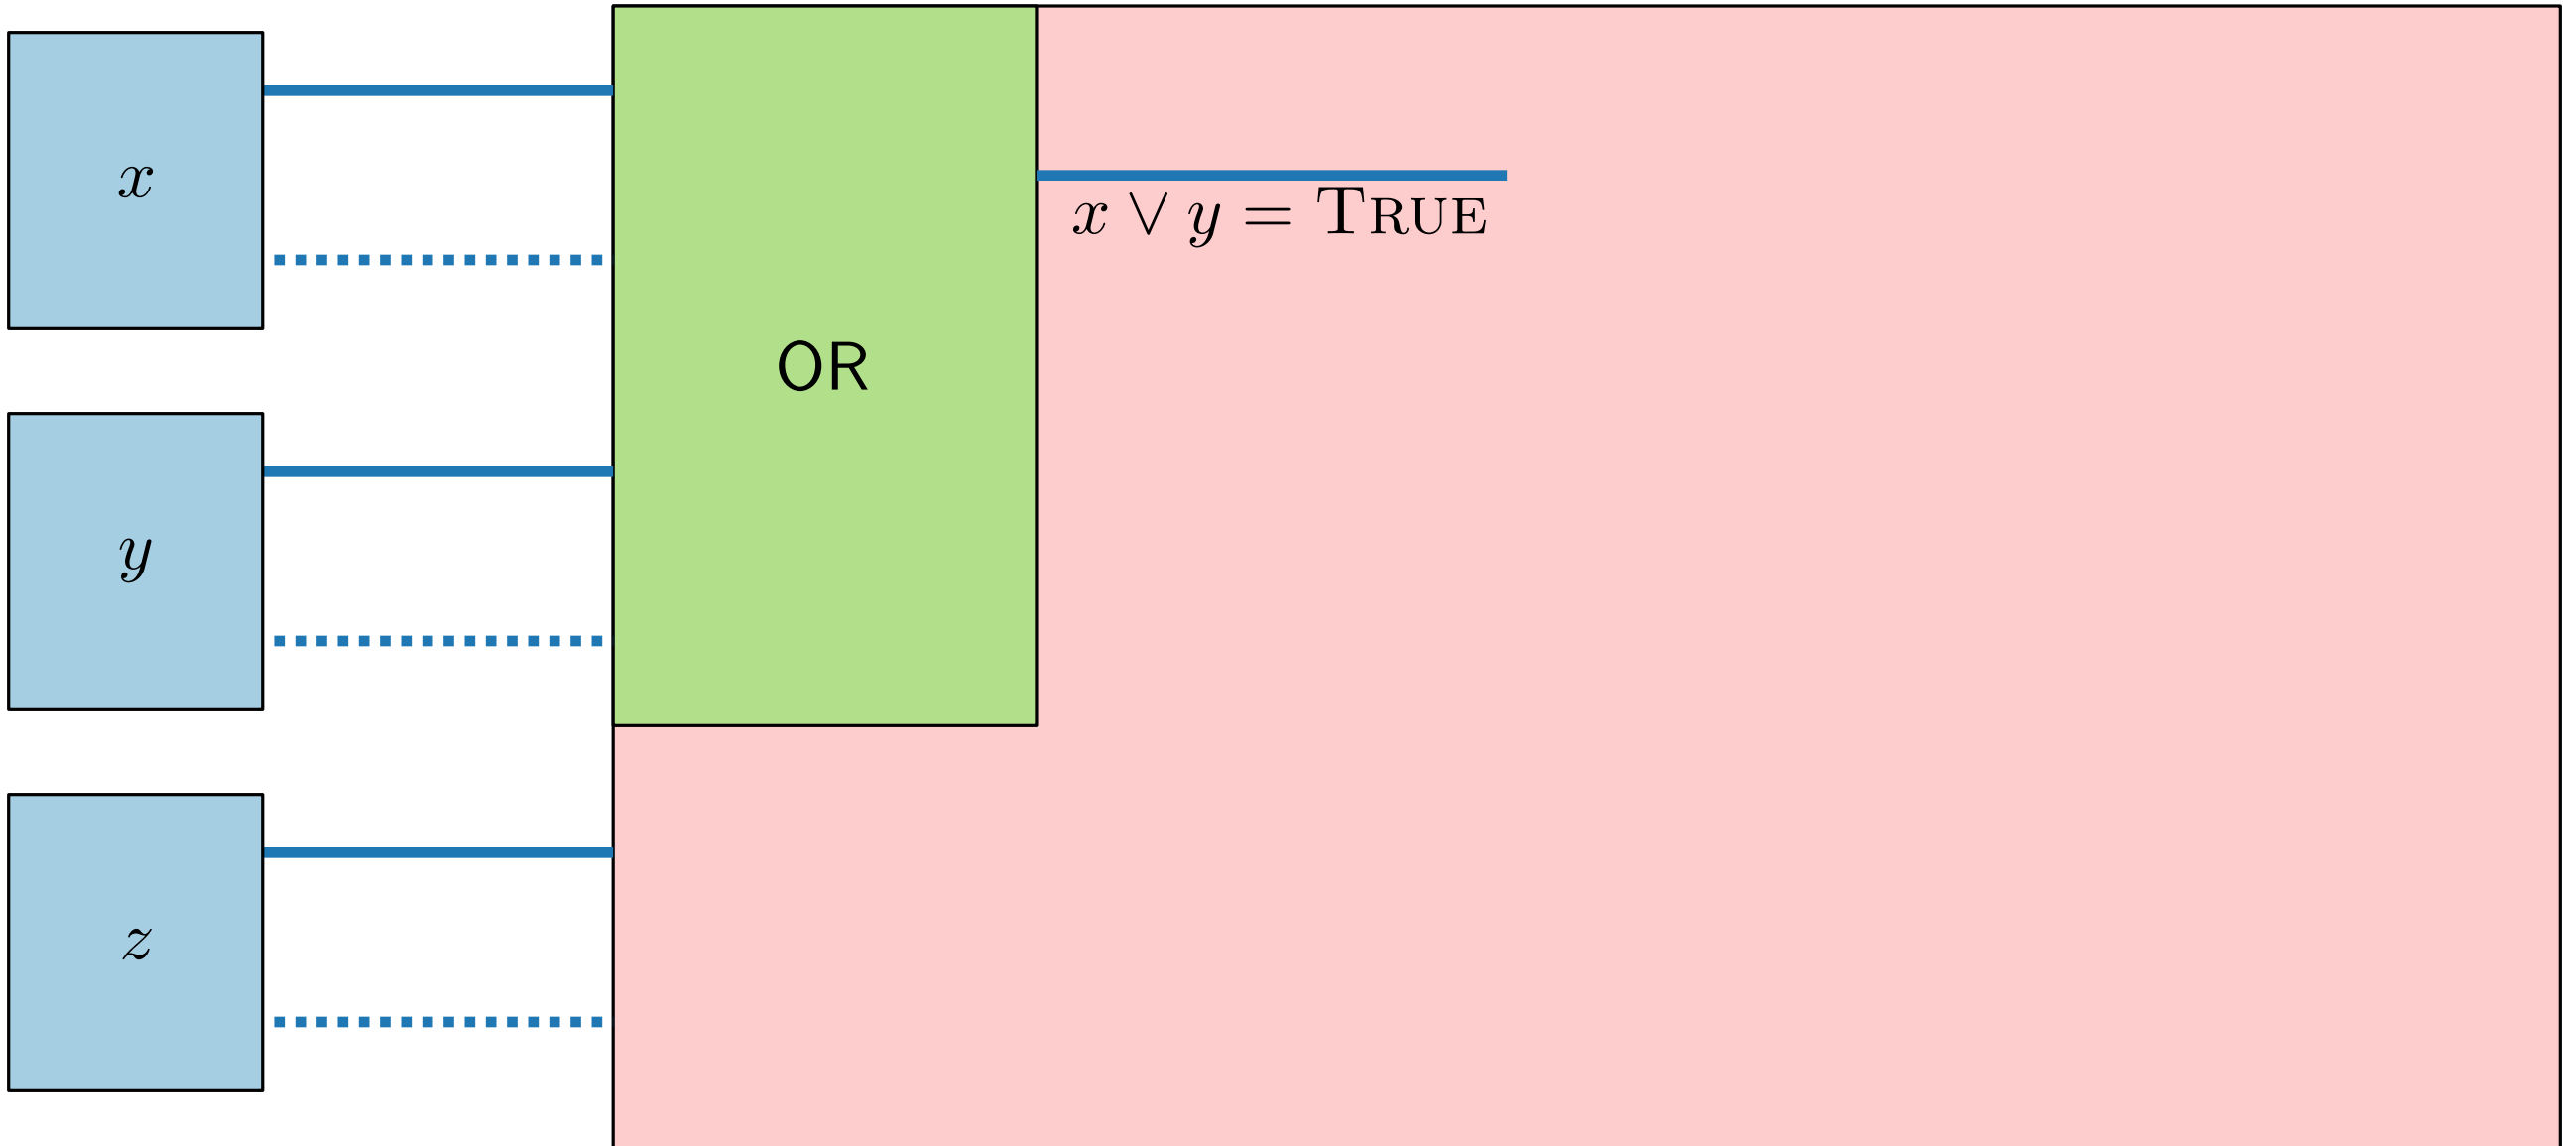 x
x ∨ y = TRUE
OR
y
z